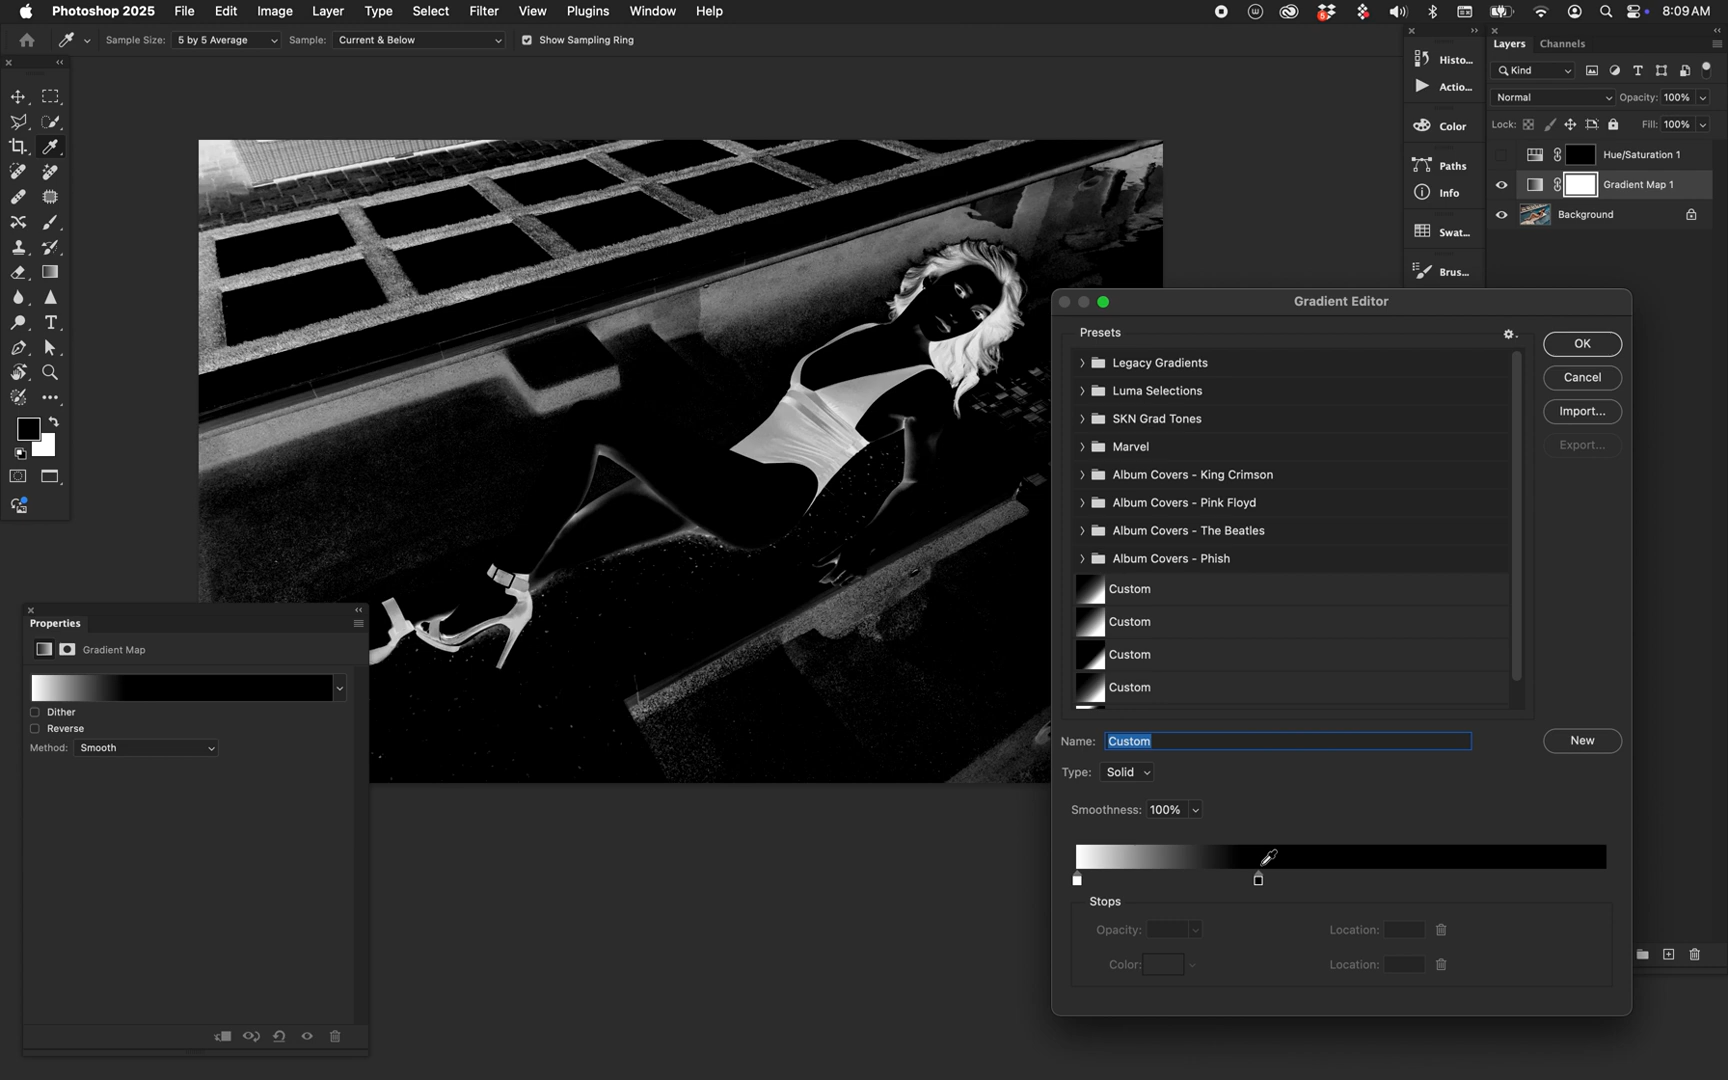 Photoshop 2025 File Edit Image Layer Type Select Filter View Plugins Window Help 8:09 AM
Sample Size: 5 by 5 Average Sample: Current & Below Show Sampling Ring
Histo...
Actio...
Color
Paths
Info
Swat...
Brus...
Layers Channels
Kind
Normal Opacity: 100%
Lock: Fill: 100%
Hue/Saturation 1
Gradient Map 1
Background
Gradient Editor
Presets
Legacy Gradients
Luma Selections
SKN Grad Tones
Marvel
Album Covers - King Crimson
Album Covers - Pink Floyd
Album Covers - The Beatles
Album Covers - Phish
Custom
Custom
Custom
Custom
OK
Cancel
Import...
Export...
Name: Custom
New
Type: Solid
Smoothness: 100%
Stops
Opacity: Location:
Color: Location:
Properties
Gradient Map
Dither
Reverse
Method: Smooth